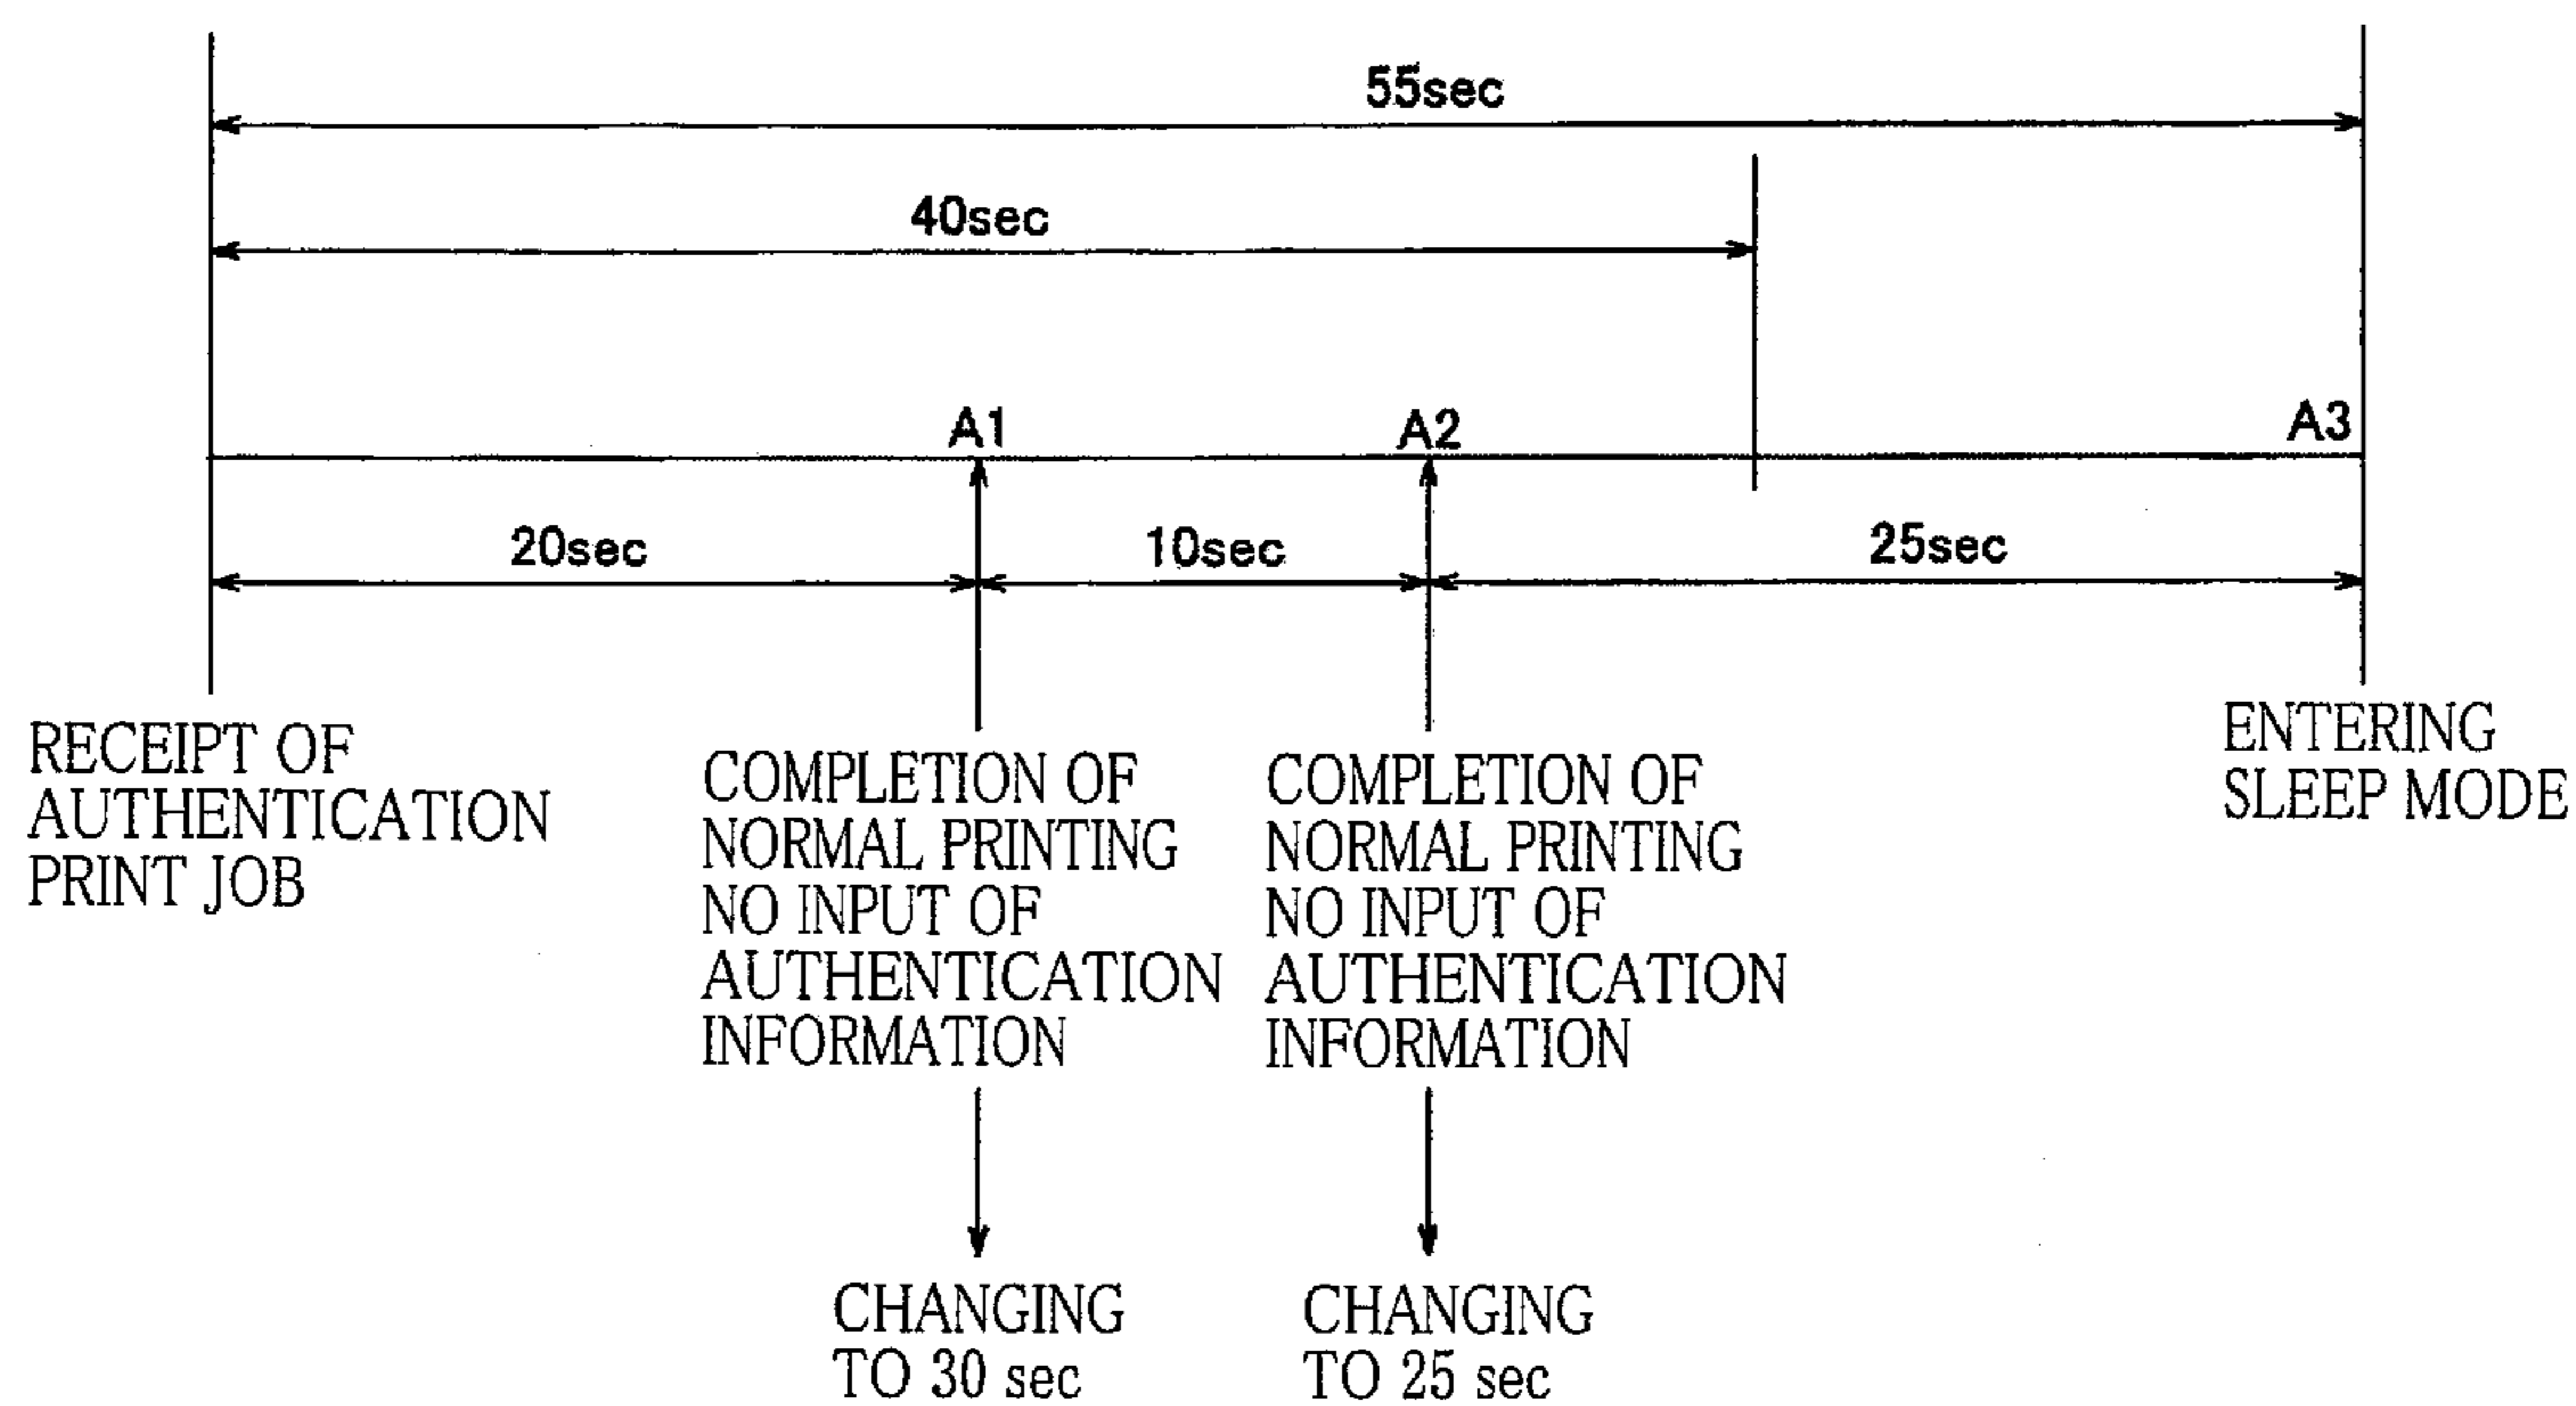 55sec
40sec
A1
A2
A3
20sec
10sec
25sec
RECEIPT OF
AUTHENTICATION
PRINT JOB
COMPLETION OF
NORMAL PRINTING
NO INPUT OF
AUTHENTICATION
INFORMATION
COMPLETION OF
NORMAL PRINTING
NO INPUT OF
AUTHENTICATION
INFORMATION
ENTERING
SLEEP MODE
CHANGING
TO 30 sec
CHANGING
TO 25 sec